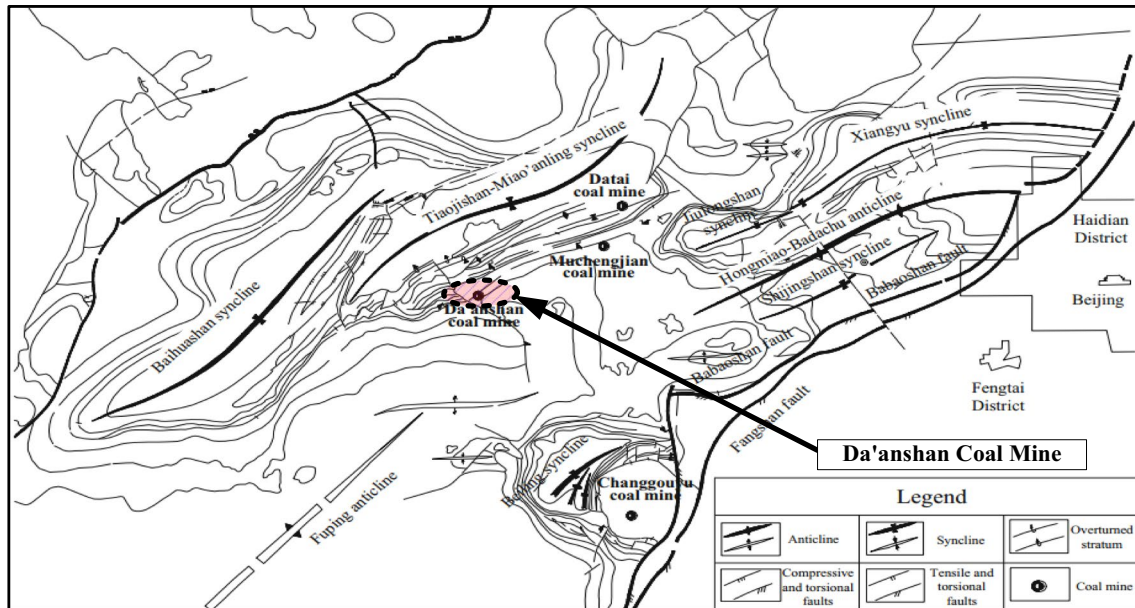 Xiangyu syncline
Tiaojishan-Miao'anling syncline
Datai
coal mine
Jiulongshan
syncline
Haidian
District
Hongmiao-Badachu anticline
Muchengjian
coal mine
Shijingshan syncline
Babaoshan fault
Beijing
Da'anshan
coal mine
Baihuashan syncline
Babaoshan fault
Fengtai
District
Fangshan fault
Da'anshan Coal Mine
Beiling syncline
Changgouyu
coal mine
Fuping anticline
Legend
Anticline
Syncline
Overturned
stratum
Compressive
and torsional
faults
Tensile and
torsional
faults
Coal mine